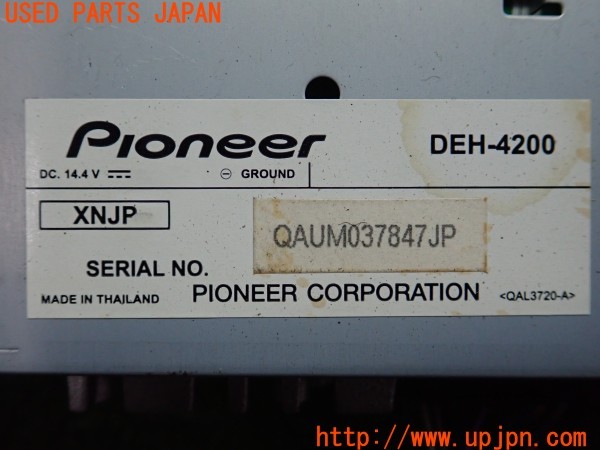 USED PARTS JAPAN
Pioneer DEH-4200
DC. 14.4 V ⎓ ⊖ GROUND
XNJP
QAUM037847JP
SERIAL NO.
MADE IN THAILAND PIONEER CORPORATION <QAL3720-A>
http://www.upjpn.com/